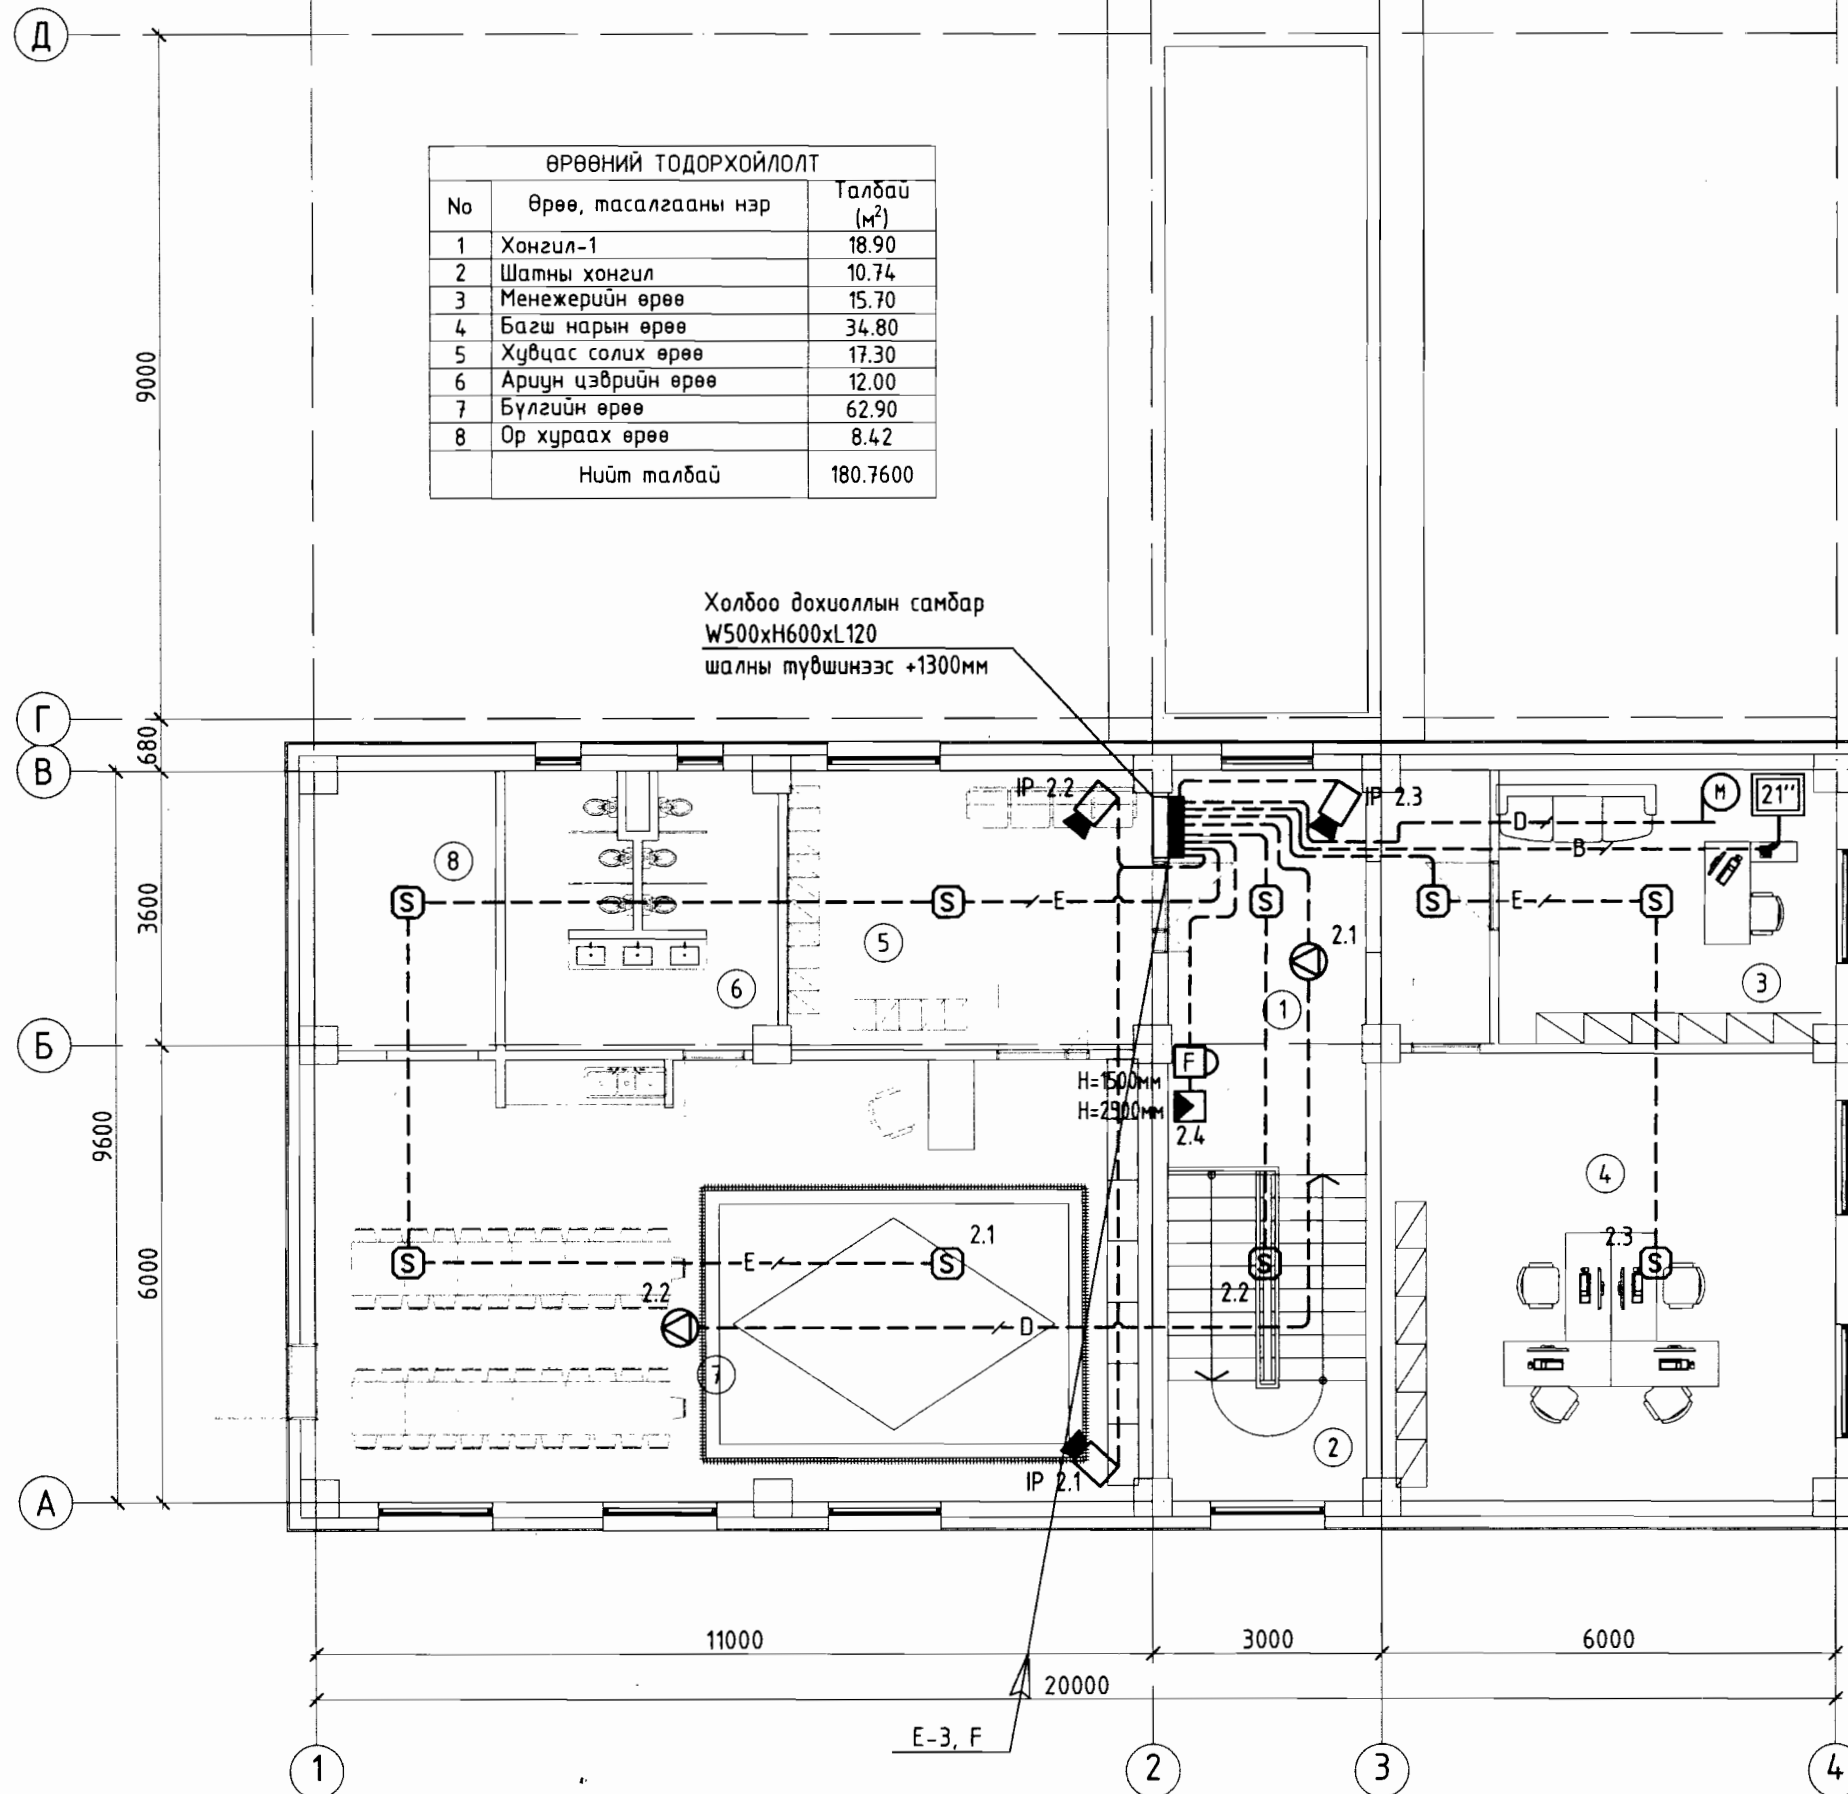 Д
9000
ӨРӨӨНИЙ ТОДОРХОЙЛОЛТ
No Өрөө, тасалгааны нэр Талбай (м²)
1 Хонгил-1 18.90
2 Шатны хонгил 10.74
3 Менежерийн өрөө 15.70
4 Багш нарын өрөө 34.80
5 Хувцас солих өрөө 17.30
6 Ариун цэврийн өрөө 12.00
7 Бүлгийн өрөө 62.90
8 Ор хураах өрөө 8.42
Нийт талбай 180.7600
Холбоо дохиоллын самбар
W500xH600xL120
шалны түвшинээс +1300мм
Г
680
В
IP 2.2
IP 2.3
M
21''
D
B
8
3600
S
S
E
S
S
E
S
5
2.1
6
1
3
Б
F
H=1500мм
H=2900мм
2.4
9600
6000
4
2.1
2.3
S
E
S
S
S
2.2
2.2
D
7
2
IP 2.1
А
11000
3000
6000
20000
E-3, F
1
2
3
4